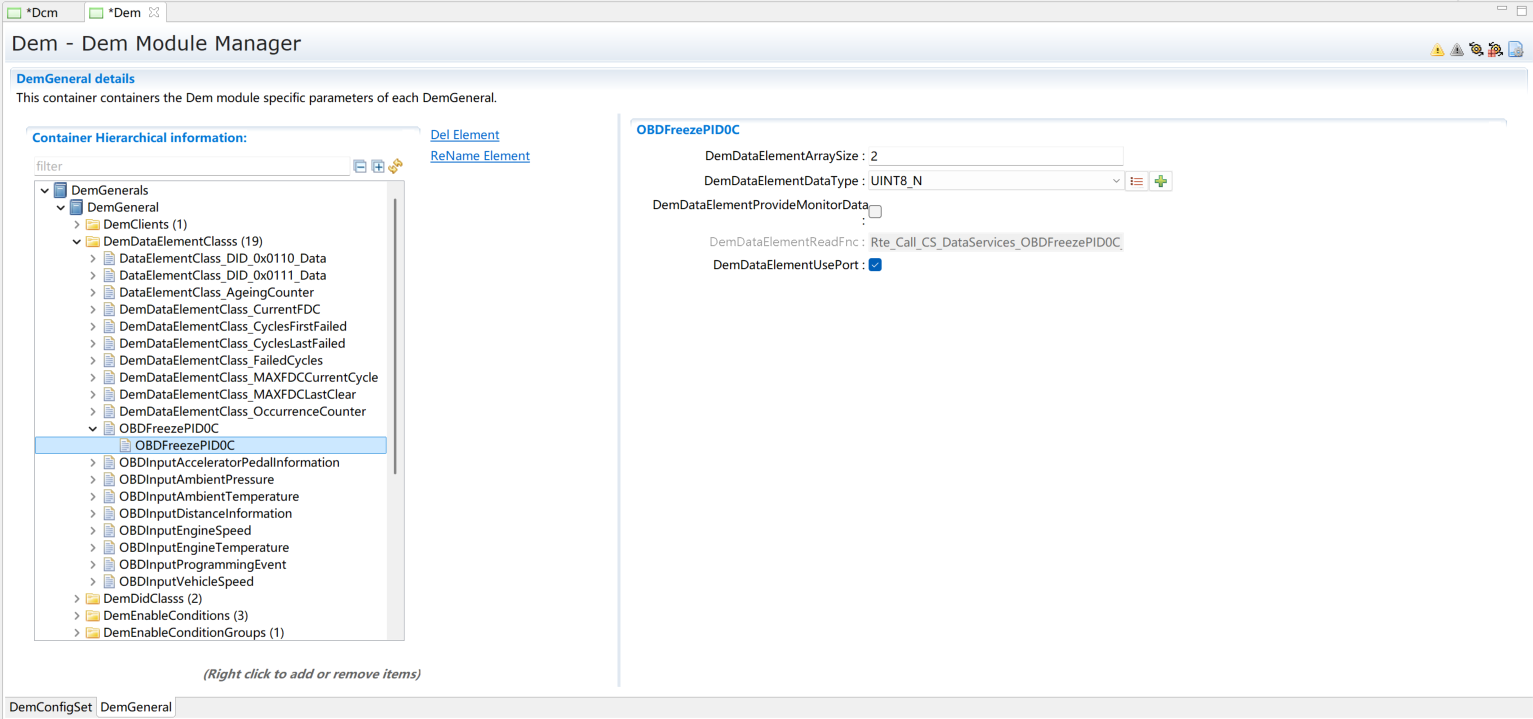 *Dcm
*Dem
Dem - Dem Module Manager
DemGeneral details
This container containers the Dem module specific parameters of each DemGeneral.
Container Hierarchical information:
filter
DemGenerals
DemGeneral
DemClients (1)
DemDataElementClasss (19)
DataElementClass_DID_0x0110_Data
DataElementClass_DID_0x0111_Data
DataElementClass_AgeingCounter
DemDataElementClass_CurrentFDC
DemDataElementClass_CyclesFirstFailed
DemDataElementClass_CyclesLastFailed
DemDataElementClass_FailedCycles
DemDataElementClass_MAXFDCCurrentCycle
DemDataElementClass_MAXFDCLastClear
DemDataElementClass_OccurrenceCounter
OBDFreezePID0C
OBDFreezePID0C
OBDInputAcceleratorPedalInformation
OBDInputAmbientPressure
OBDInputAmbientTemperature
OBDInputDistanceInformation
OBDInputEngineSpeed
OBDInputEngineTemperature
OBDInputProgrammingEvent
OBDInputVehicleSpeed
DemDidClasss (2)
DemEnableConditions (3)
DemEnableConditionGroups (1)
(Right click to add or remove items)
Del Element
ReName Element
OBDFreezePID0C
DemDataElementArraySize : 2
DemDataElementDataType : UINT8_N
DemDataElementProvideMonitorData
:
DemDataElementReadFnc : Rte_Call_CS_DataServices_OBDFreezePID0C_
DemDataElementUsePort :
DemConfigSet
DemGeneral